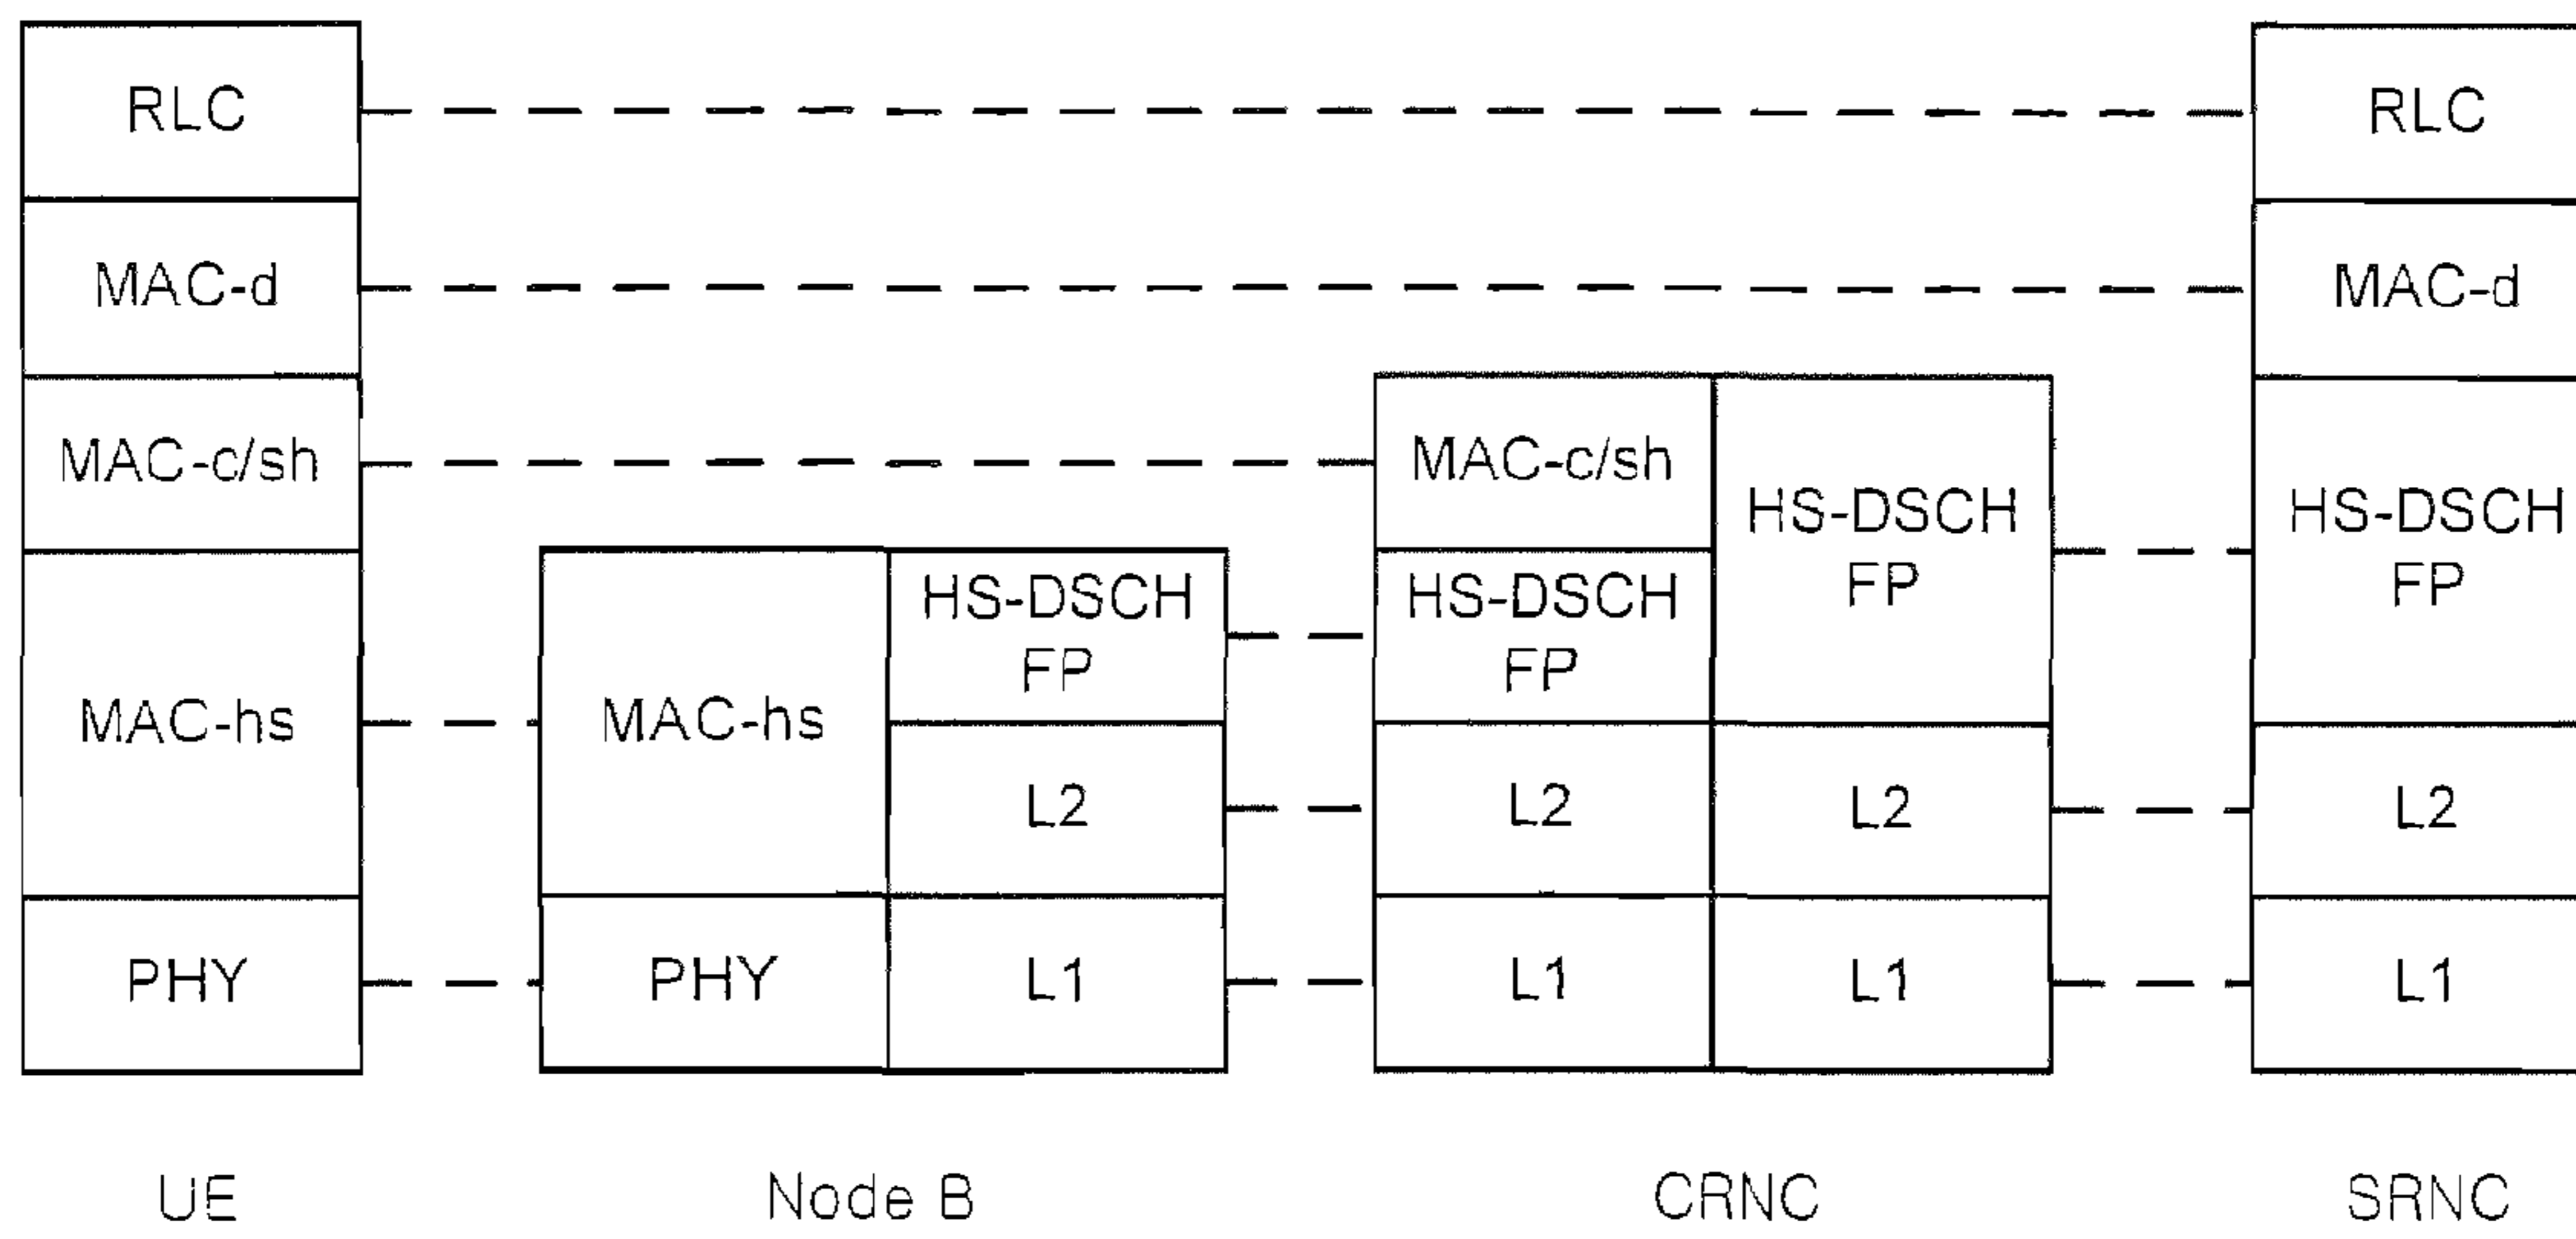 RLC
RLC
MAC-d
MAC-d
MAC-c/sh
MAC-c/sh
HS-DSCH
FP
HS-DSCH
FP
MAC-hs
MAC-hs
HS-DSCH
FP
HS-DSCH
FP
L2
L2
L2
L2
PHY
PHY
L1
L1
L1
L1
UE
Node B
CRNC
SRNC